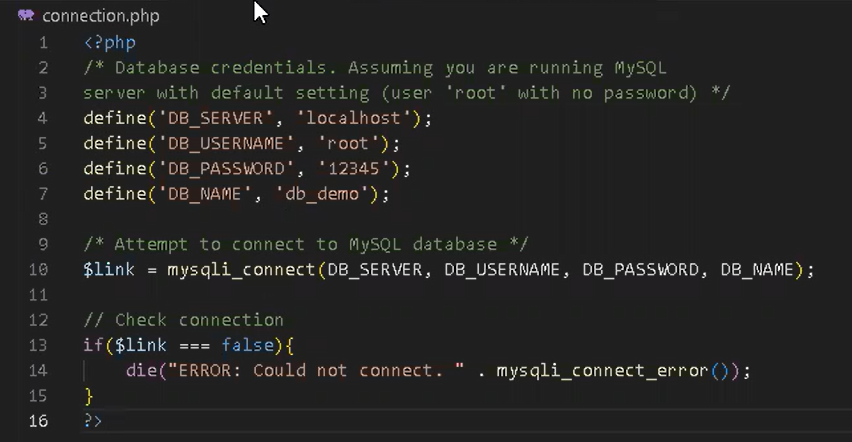 connection.php
1 <?php
2 /* Database credentials. Assuming you are running MySQL
3 server with default setting (user 'root' with no password) */
4 define('DB_SERVER', 'localhost');
5 define('DB_USERNAME', 'root');
6 define('DB_PASSWORD', '12345');
7 define('DB_NAME', 'db_demo');
8
9 /* Attempt to connect to MySQL database */
10 $link = mysqli_connect(DB_SERVER, DB_USERNAME, DB_PASSWORD, DB_NAME);
11
12 // Check connection
13 if($link === false){
14 die("ERROR: Could not connect. " . mysqli_connect_error());
15 }
16 ?>